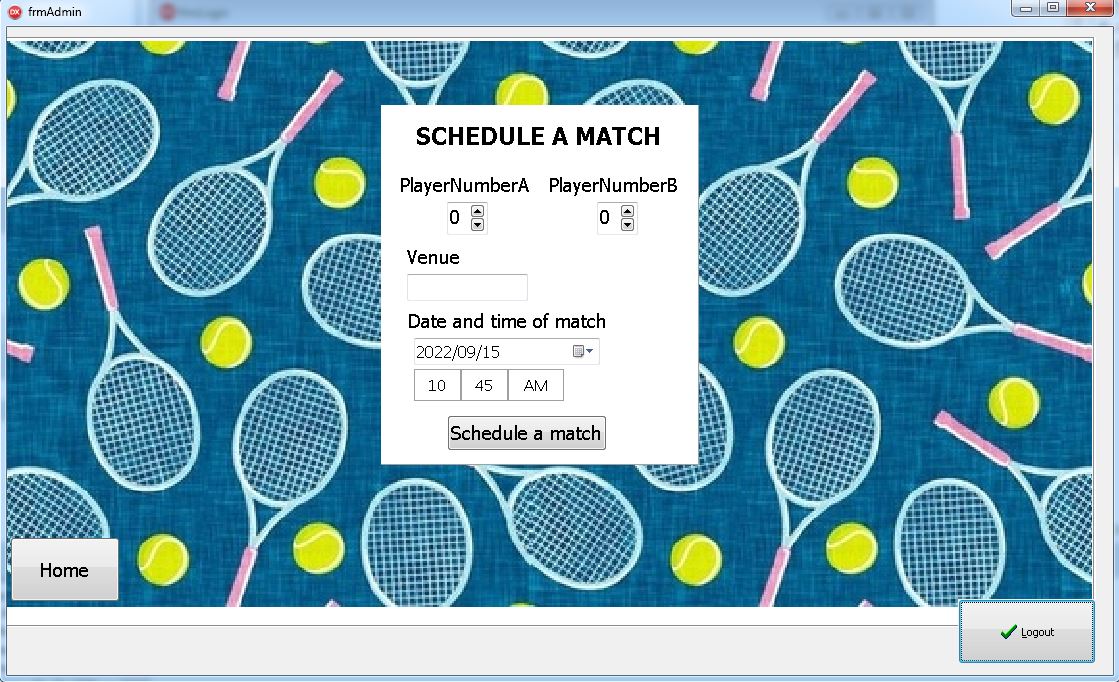 frmAdmin
SCHEDULE A MATCH
PlayerNumberA PlayerNumberB
0 0
Venue
Date and time of match
2022/09/15
10 45 AM
Schedule a match
Home
Logout